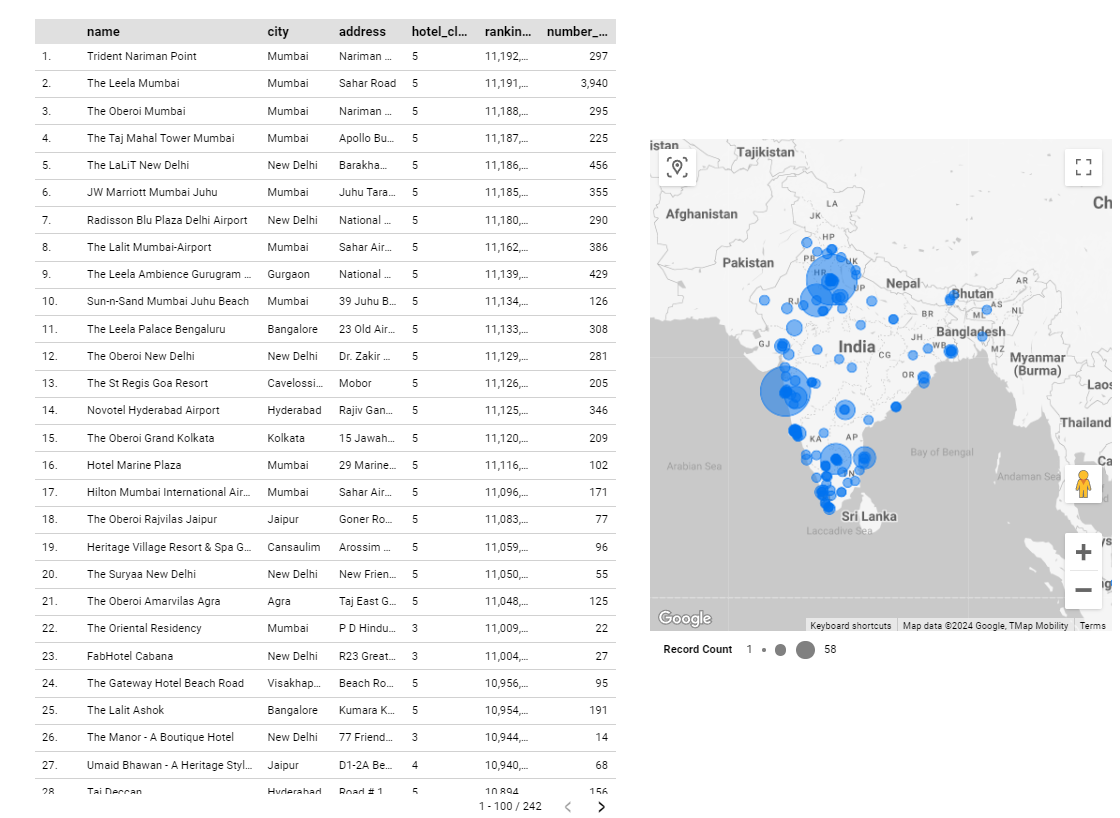 name city address hotel_cl... rankin... number_...
1. Trident Nariman Point Mumbai Nariman ... 5 11,192,... 297
2. The Leela Mumbai Mumbai Sahar Road 5 11,191,... 3,940
3. The Oberoi Mumbai Mumbai Nariman ... 5 11,188,... 295
4. The Taj Mahal Tower Mumbai Mumbai Apollo Bu... 5 11,187,... 225
5. The LaLiT New Delhi New Delhi Barakha... 5 11,186,... 456
6. JW Marriott Mumbai Juhu Mumbai Juhu Tara... 5 11,185,... 355
7. Radisson Blu Plaza Delhi Airport New Delhi National ... 5 11,180,... 290
8. The Lalit Mumbai-Airport Mumbai Sahar Air... 5 11,162,... 386
9. The Leela Ambience Gurugram ... Gurgaon National ... 5 11,139,... 429
10. Sun-n-Sand Mumbai Juhu Beach Mumbai 39 Juhu B... 5 11,134,... 126
11. The Leela Palace Bengaluru Bangalore 23 Old Air... 5 11,133,... 308
12. The Oberoi New Delhi New Delhi Dr. Zakir ... 5 11,129,... 281
13. The St Regis Goa Resort Cavelossi... Mobor 5 11,126,... 205
14. Novotel Hyderabad Airport Hyderabad Rajiv Gan... 5 11,125,... 346
15. The Oberoi Grand Kolkata Kolkata 15 Jawah... 5 11,120,... 209
16. Hotel Marine Plaza Mumbai 29 Marine... 5 11,116,... 102
17. Hilton Mumbai International Air... Mumbai Sahar Air... 5 11,096,... 171
18. The Oberoi Rajvilas Jaipur Jaipur Goner Ro... 5 11,083,... 77
19. Heritage Village Resort & Spa G... Cansaulim Arossim ... 5 11,059,... 96
20. The Suryaa New Delhi New Delhi New Frien... 5 11,050,... 55
21. The Oberoi Amarvilas Agra Agra Taj East G... 5 11,048,... 125
22. The Oriental Residency Mumbai P D Hindu... 3 11,009,... 22
23. FabHotel Cabana New Delhi R23 Great... 3 11,004,... 27
24. The Gateway Hotel Beach Road Visakhap... Beach Ro... 5 10,956,... 95
25. The Lalit Ashok Bangalore Kumara K... 5 10,954,... 191
26. The Manor - A Boutique Hotel New Delhi 77 Friend... 3 10,944,... 14
27. Umaid Bhawan - A Heritage Styl... Jaipur D1-2A Be... 4 10,940,... 68
28 Taj Deccan Hyderabad Road # 1 5 10,894 156
1 - 100 / 242
istan
Tajikistan
LA
Ch
Afghanistan
JK
HP
Pakistan
PB
UK
HR
Nepal
AR
UP
Bhutan
RJ
AS
BR
ML
NL
Bangladesh
GJ
India
JH
WB
MZ
CG
Myanmar
(Burma)
OR
Laos
Thailand
KA
AP
Bay of Bengal
Arabian Sea
Ca
Andaman Sea
Sri Lanka
Laccadive Sea
Google
Keyboard shortcuts Map data ©2024 Google, TMap Mobility Terms
Record Count 1 58